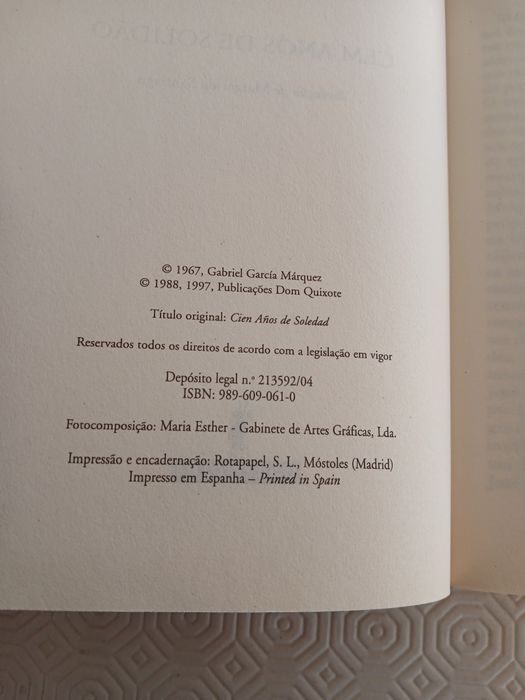 © 1967, Gabriel García Márquez
© 1988, 1997, Publicações Dom Quixote
Título original: Cien Años de Soledad
Reservados todos os direitos de acordo com a legislação em vigor
Depósito legal n.º 213592/04
ISBN: 989-609-061-0
Fotocomposição: Maria Esther - Gabinete de Artes Gráficas, Lda.
Impressão e encadernação: Rotapapel, S. L., Móstoles (Madrid)
Impresso em Espanha – Printed in Spain